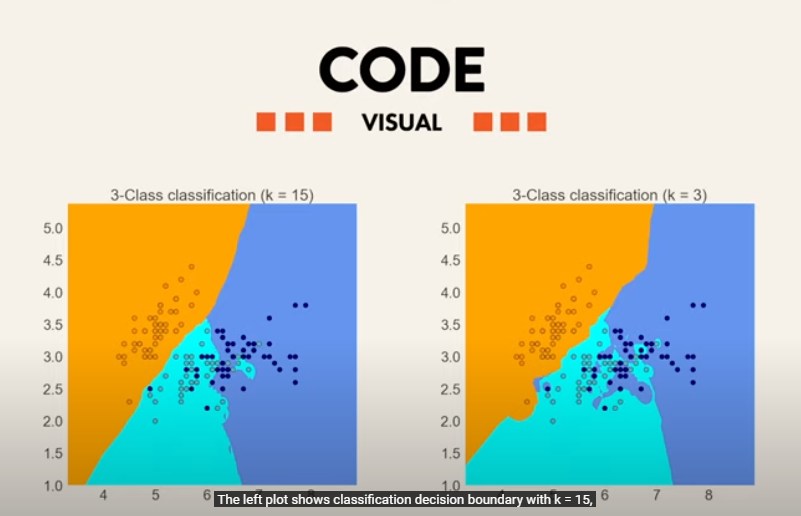 CODE
VISUAL
3-Class classification (k = 15)
3-Class classification (k = 3)
5.0
4.5
4.0
3.5
3.0
2.5
2.0
1.5
1.0
4 5 6
5.0
4.5
4.0
3.5
3.0
2.5
2.0
1.5
1.0
6 7 8
The left plot shows classification decision boundary with k = 15,